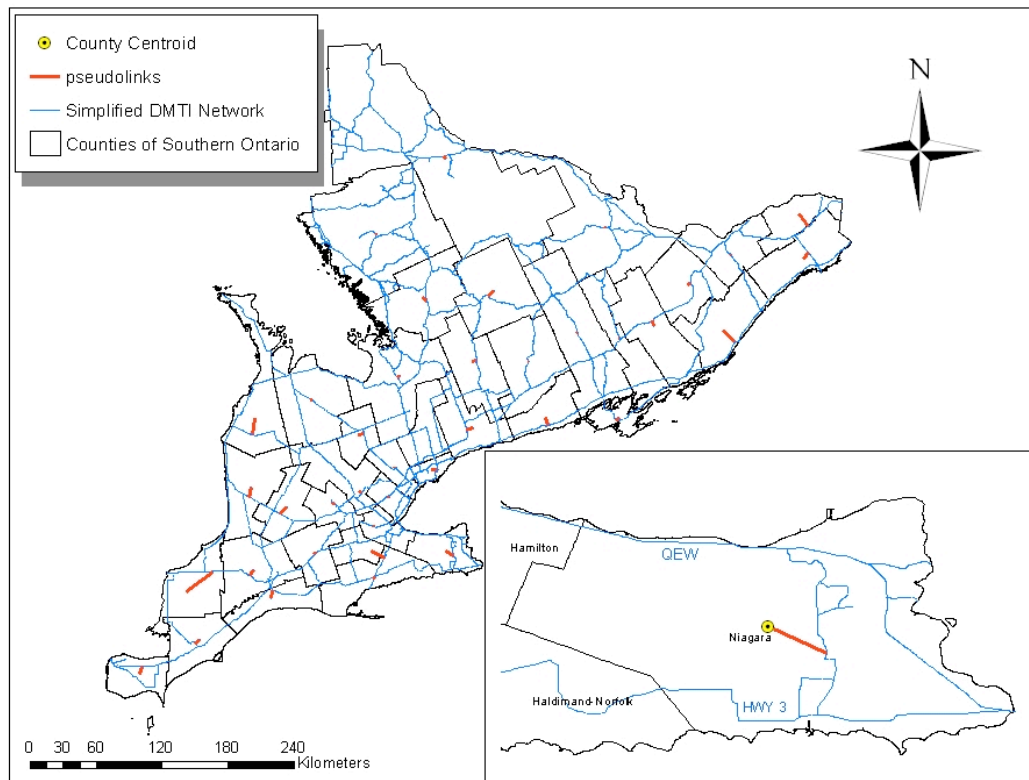 County Centroid
pseudolinks
Simplified DMTI Network
Counties of Southern Ontario
N
Hamilton
QEW
Niagara
Haldimand-Norfolk
HWY 3
0 30 60 120 180 240
Kilometers